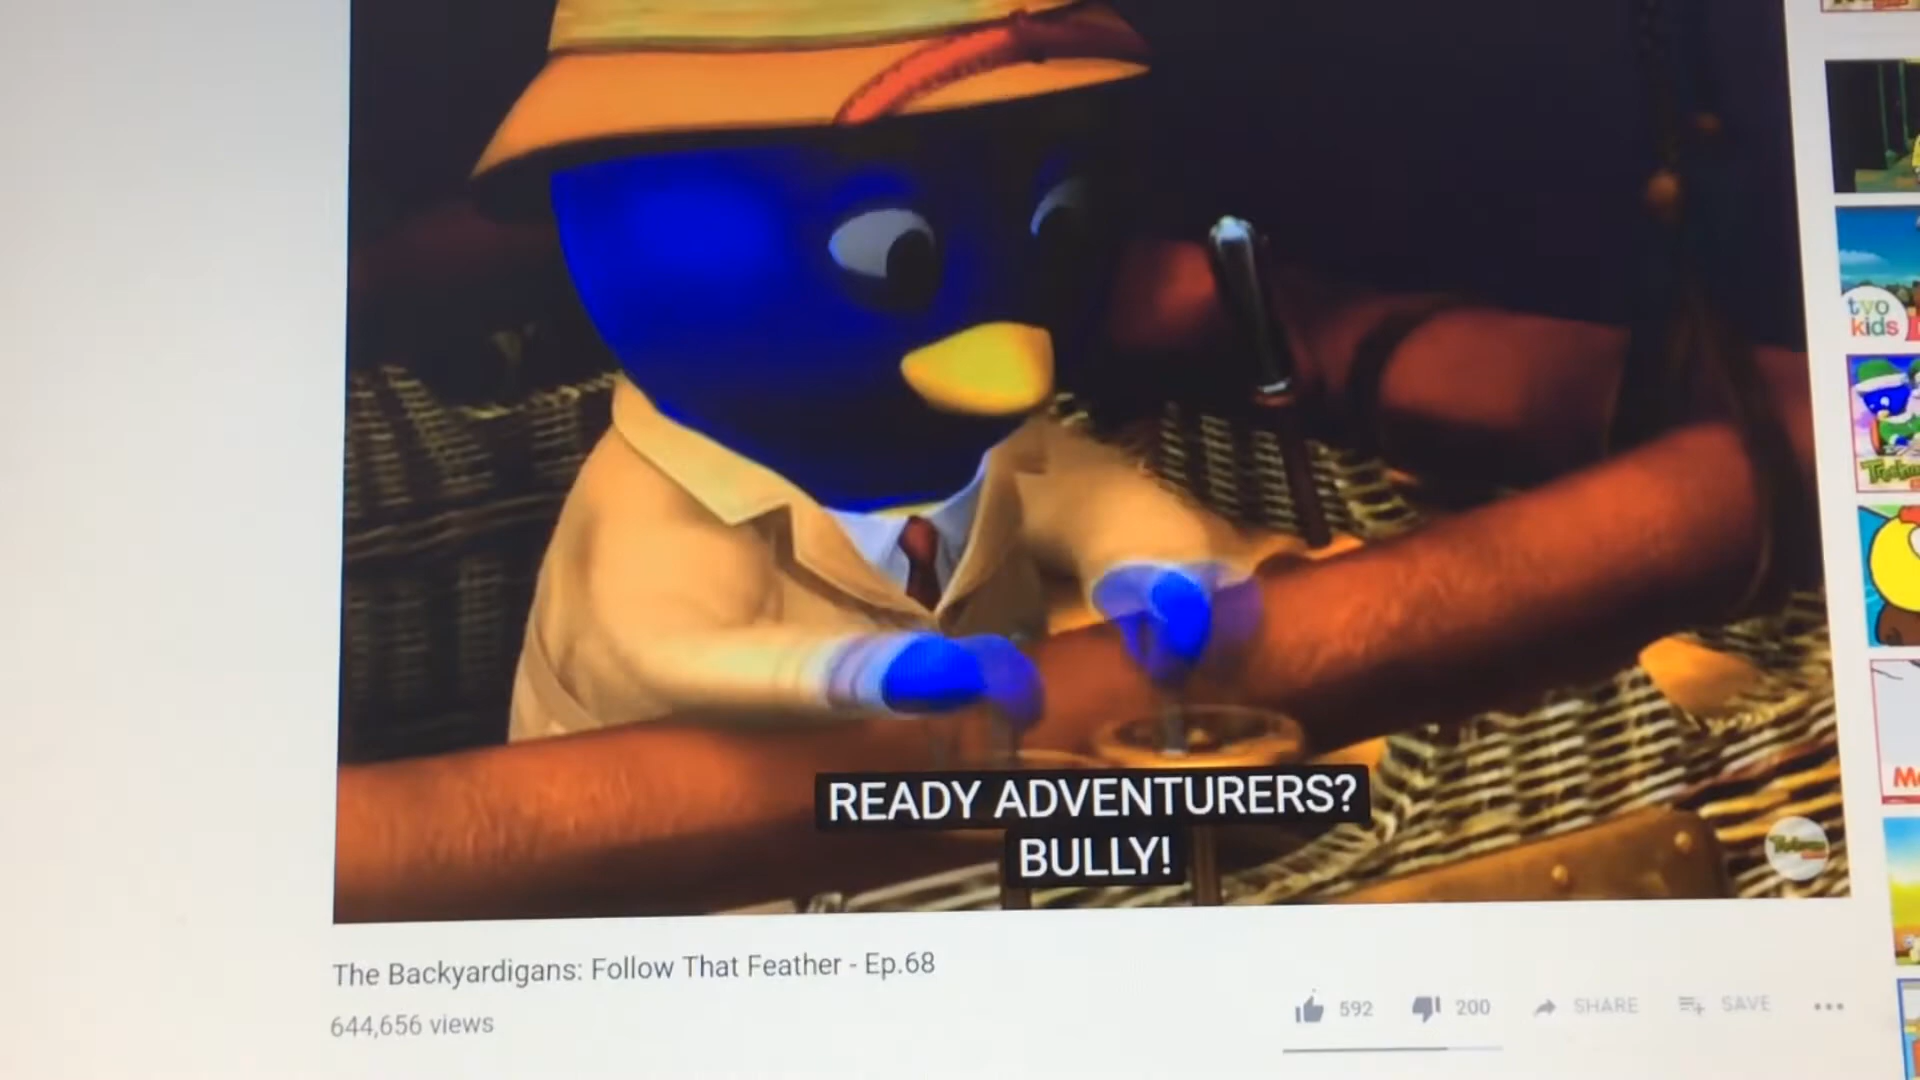 tvo
kids
READY ADVENTURERS?
BULLY!
The Backyardigans: Follow That Feather - Ep.68
644,656 views
592
200
SHARE
SAVE